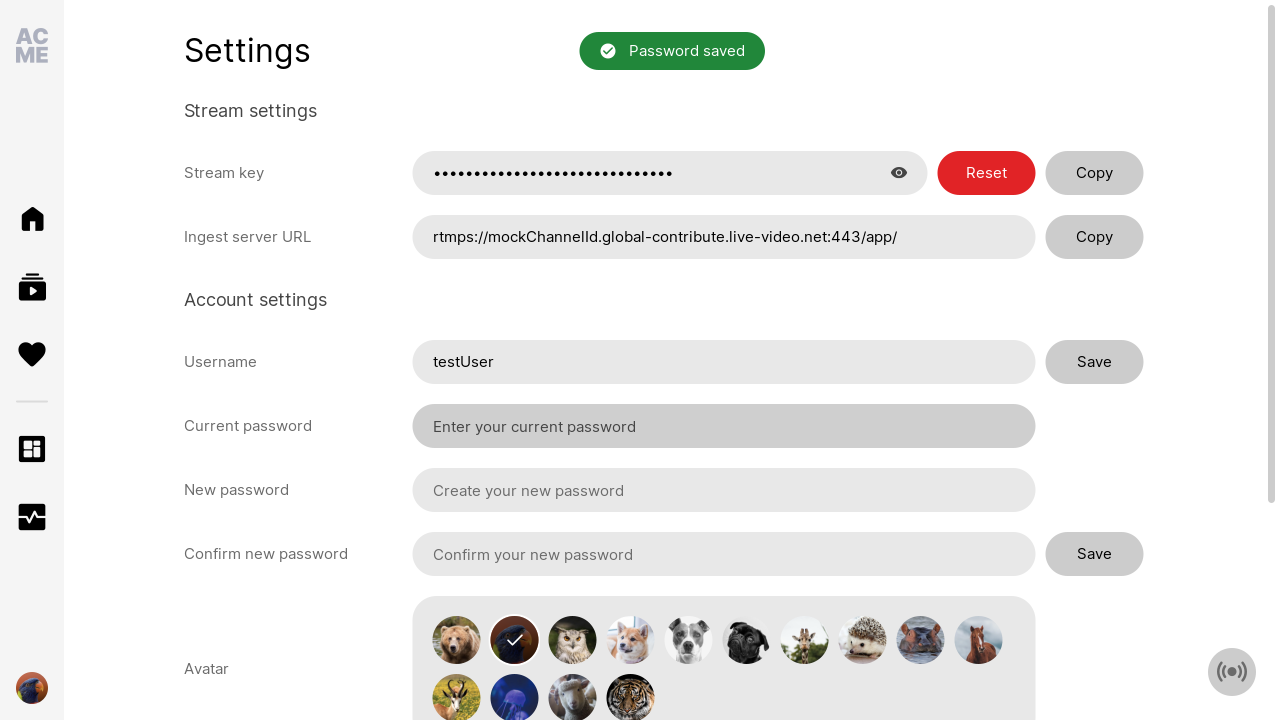 AC
ME
Settings
Password saved
Stream settings
Stream key
••••••••••••••••••••••••••••••
Reset
Copy
Ingest server URL
rtmps://mockChannelId.global-contribute.live-video.net:443/app/
Copy
Account settings
Username
testUser
Save
Current password
Enter your current password
New password
Create your new password
Confirm new password
Confirm your new password
Save
Avatar